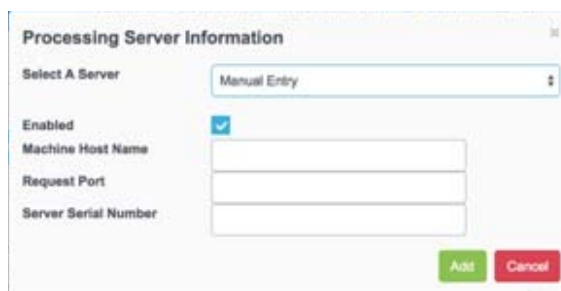 Processing Server Information
Select A Server
Manual Entry
Enabled
Machine Host Name
Request Port
Server Serial Number
Add Cancel